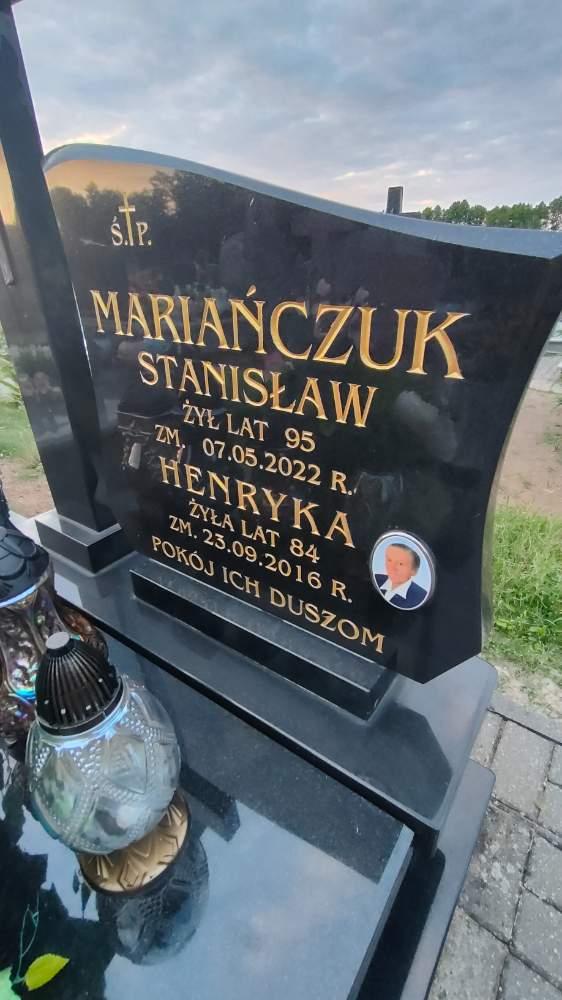 Ś.†P.
MARIAŃCZUK
STANISŁAW
ŻYŁ LAT 95
ZM. 07.05.2022 R.
HENRYKA
ŻYŁA LAT 84
ZM. 23.09.2016 R.
POKÓJ ICH DUSZOM